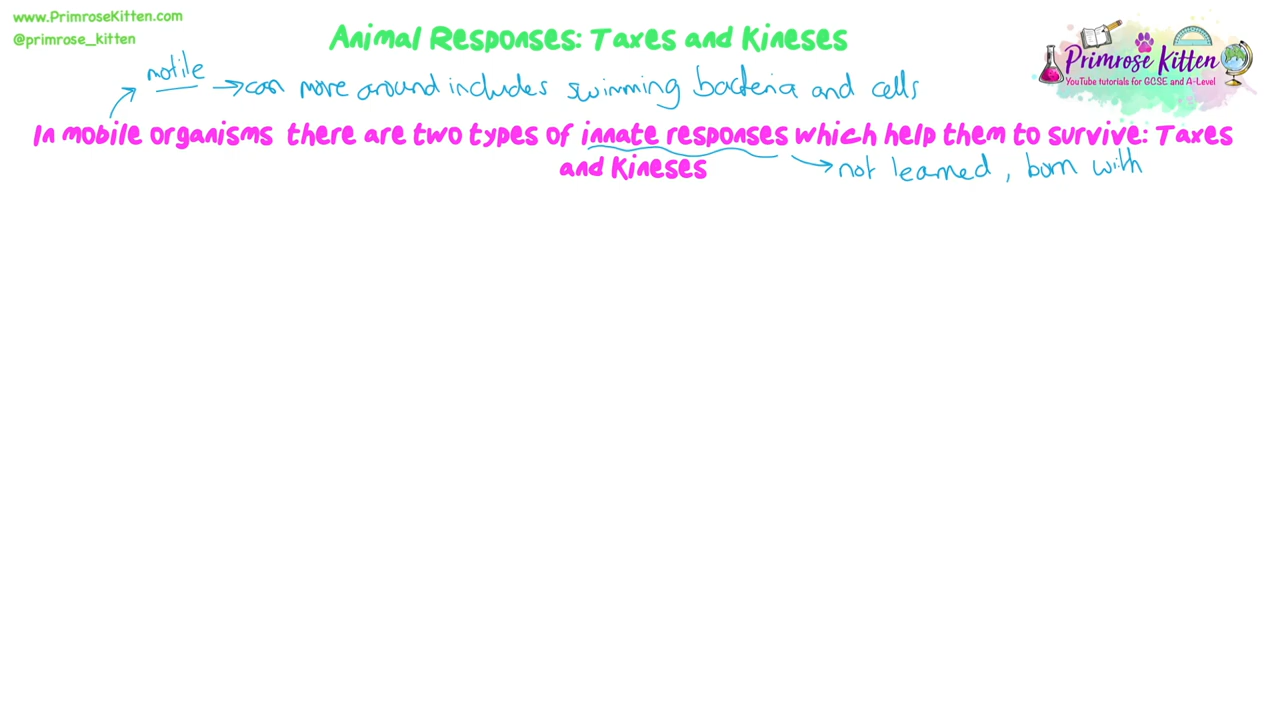 www.PrimroseKitten.com
@primrose_kitten
Animal Responses: Taxes and Kineses
Primrose Kitten
YouTube tutorials for GCSE and A-Level
motile → can move around includes swimming bacteria and cells
In mobile organisms there are two types of innate responses which help them to survive: Taxes
and Kineses
→ not learned, born with